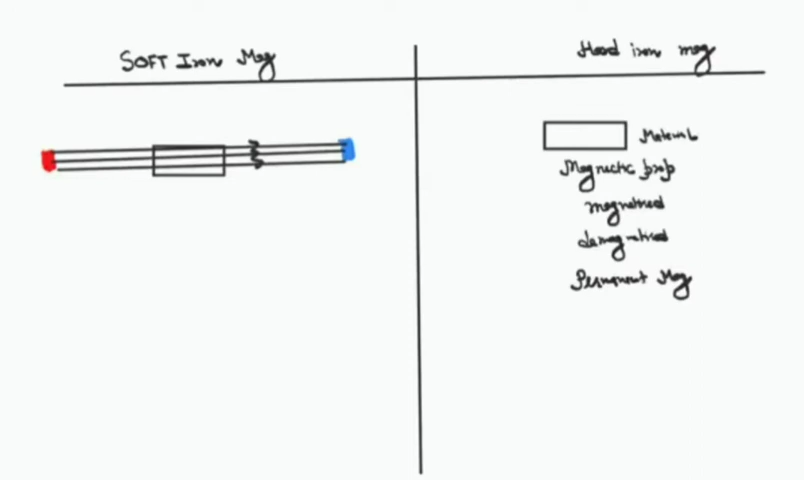 SOFT Iron Mag
Hard iron mag
Material
Magnetic prop
magnetised
demagnetised
Permanent Mag